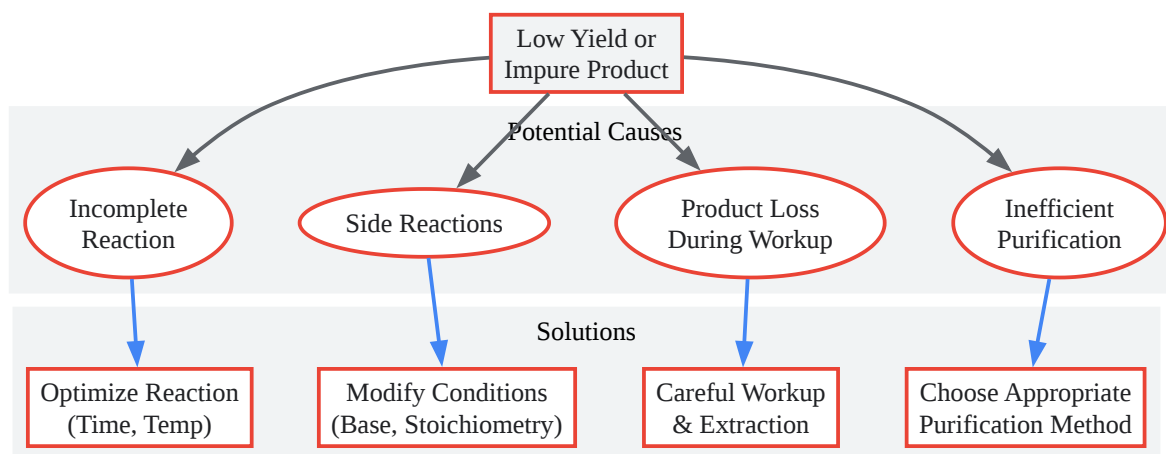 Low Yield or
Impure Product
Potential Causes
Incomplete
Reaction
Side Reactions
Product Loss
During Workup
Inefficient
Purification
Solutions
Optimize Reaction
(Time, Temp)
Modify Conditions
(Base, Stoichiometry)
Careful Workup
& Extraction
Choose Appropriate
Purification Method